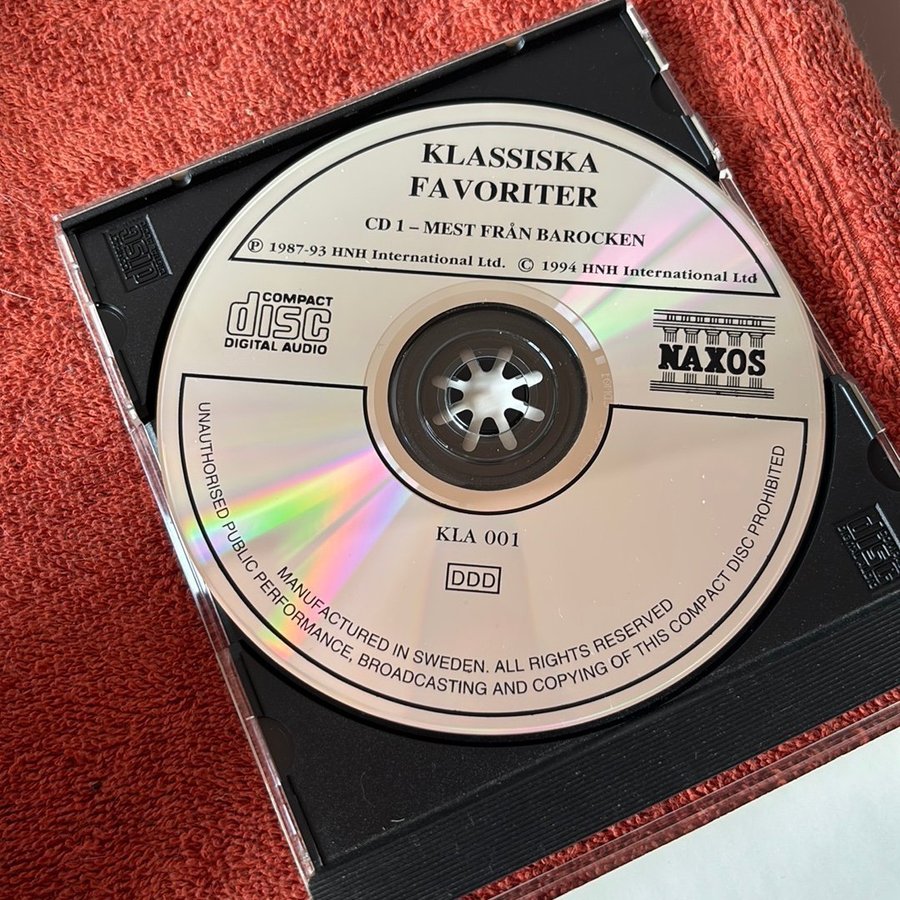 KLASSISKA
FAVORITER
CD 1 – MEST FRÅN BAROCKEN
℗ 1987-93 HNH International Ltd. © 1994 HNH International Ltd
COMPACT
disc
DIGITAL AUDIO
NAXOS
KLA 001
DDD
MANUFACTURED IN SWEDEN. ALL RIGHTS RESERVED
UNAUTHORISED PUBLIC PERFORMANCE, BROADCASTING AND COPYING OF THIS COMPACT DISC PROHIBITED
disc
disc